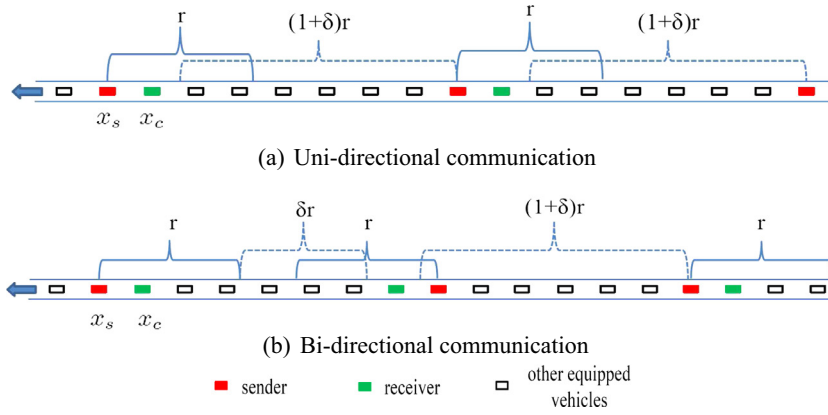 r (1+δ)r r (1+δ)r
x_s x_c
(a) Uni-directional communication
r δr r (1+δ)r r
x_s x_c
(b) Bi-directional communication
sender receiver other equipped
vehicles